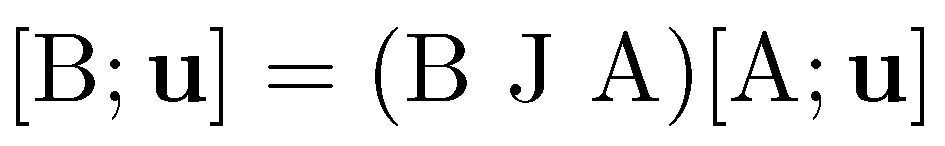 [B; u] = (B J A)[A; u]